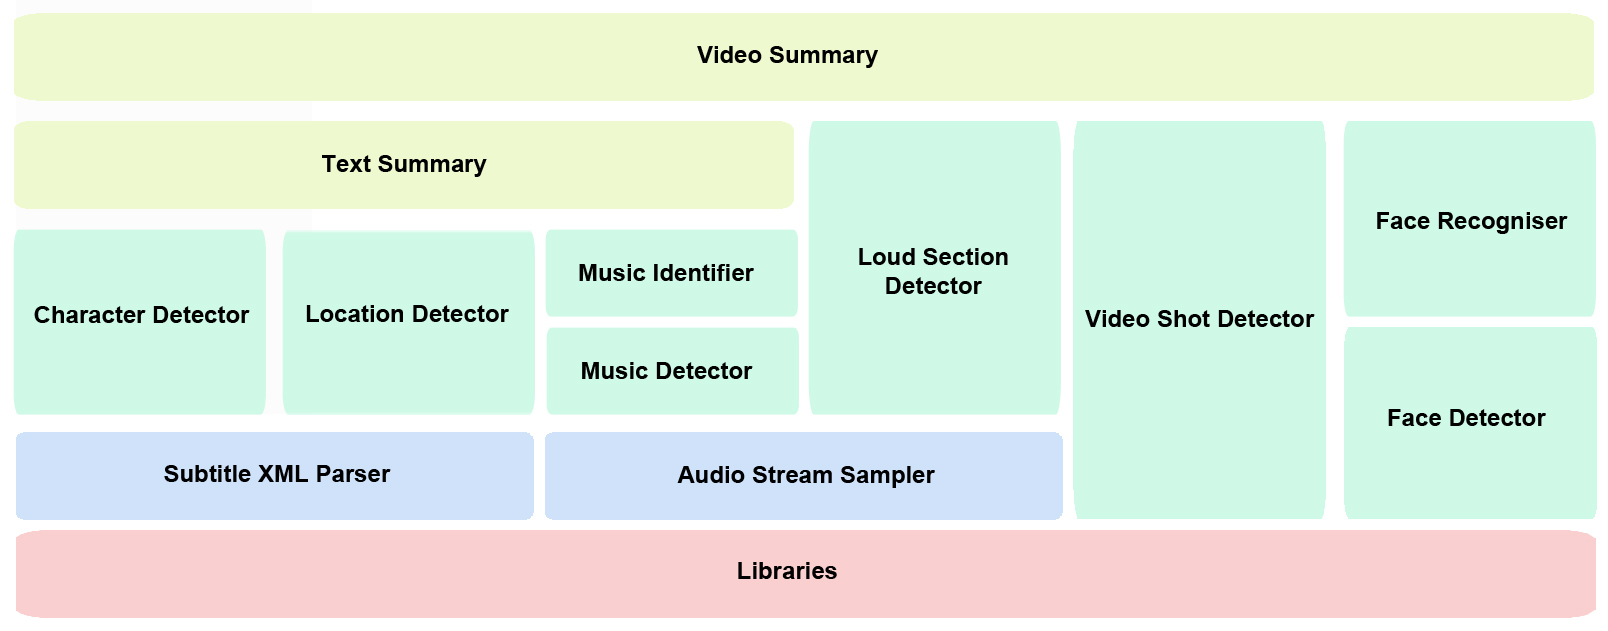 Video Summary
Text Summary
Character Detector
Location Detector
Music Identifier
Music Detector
Loud Section
Detector
Video Shot Detector
Face Recogniser
Face Detector
Subtitle XML Parser
Audio Stream Sampler
Libraries